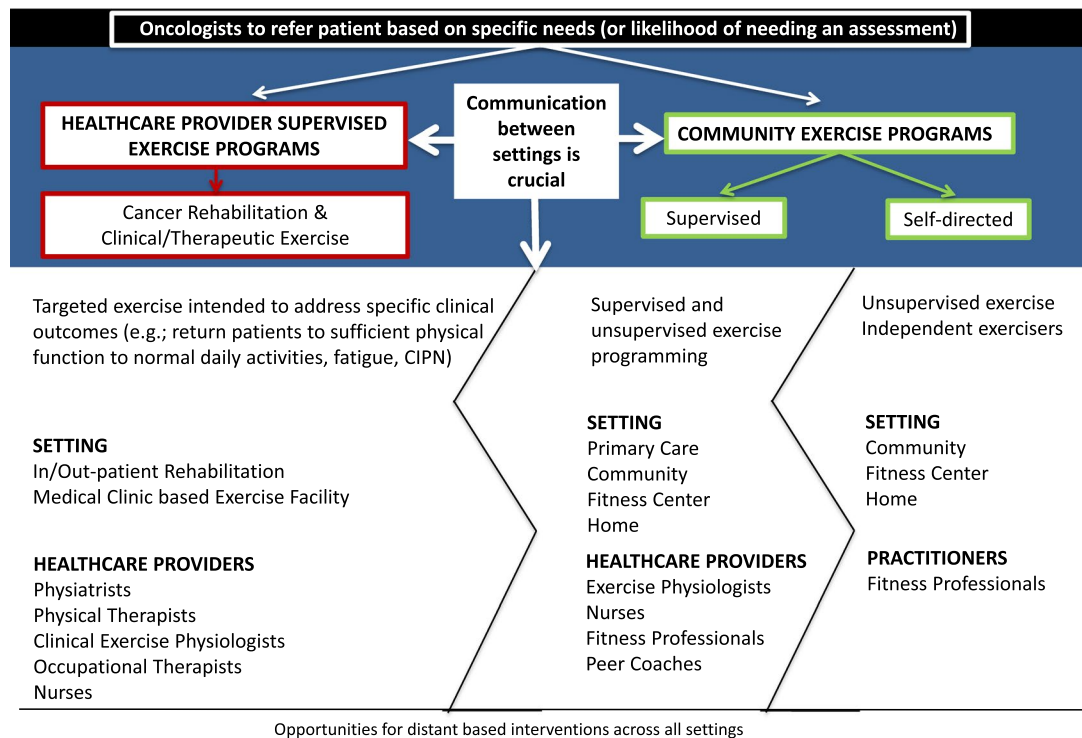 Oncologists to refer patient based on specific needs (or likelihood of needing an assessment)
HEALTHCARE PROVIDER SUPERVISED
EXERCISE PROGRAMS
Communication
between
settings is
crucial
COMMUNITY EXERCISE PROGRAMS
Cancer Rehabilitation &
Clinical/Therapeutic Exercise
Supervised
Self-directed
Targeted exercise intended to address specific clinical
outcomes (e.g.; return patients to sufficient physical
function to normal daily activities, fatigue, CIPN)
SETTING
In/Out-patient Rehabilitation
Medical Clinic based Exercise Facility
HEALTHCARE PROVIDERS
Physiatrists
Physical Therapists
Clinical Exercise Physiologists
Occupational Therapists
Nurses
Supervised and
unsupervised exercise
programming
SETTING
Primary Care
Community
Fitness Center
Home
HEALTHCARE PROVIDERS
Exercise Physiologists
Nurses
Fitness Professionals
Peer Coaches
Unsupervised exercise
Independent exercisers
SETTING
Community
Fitness Center
Home
PRACTITIONERS
Fitness Professionals
Opportunities for distant based interventions across all settings